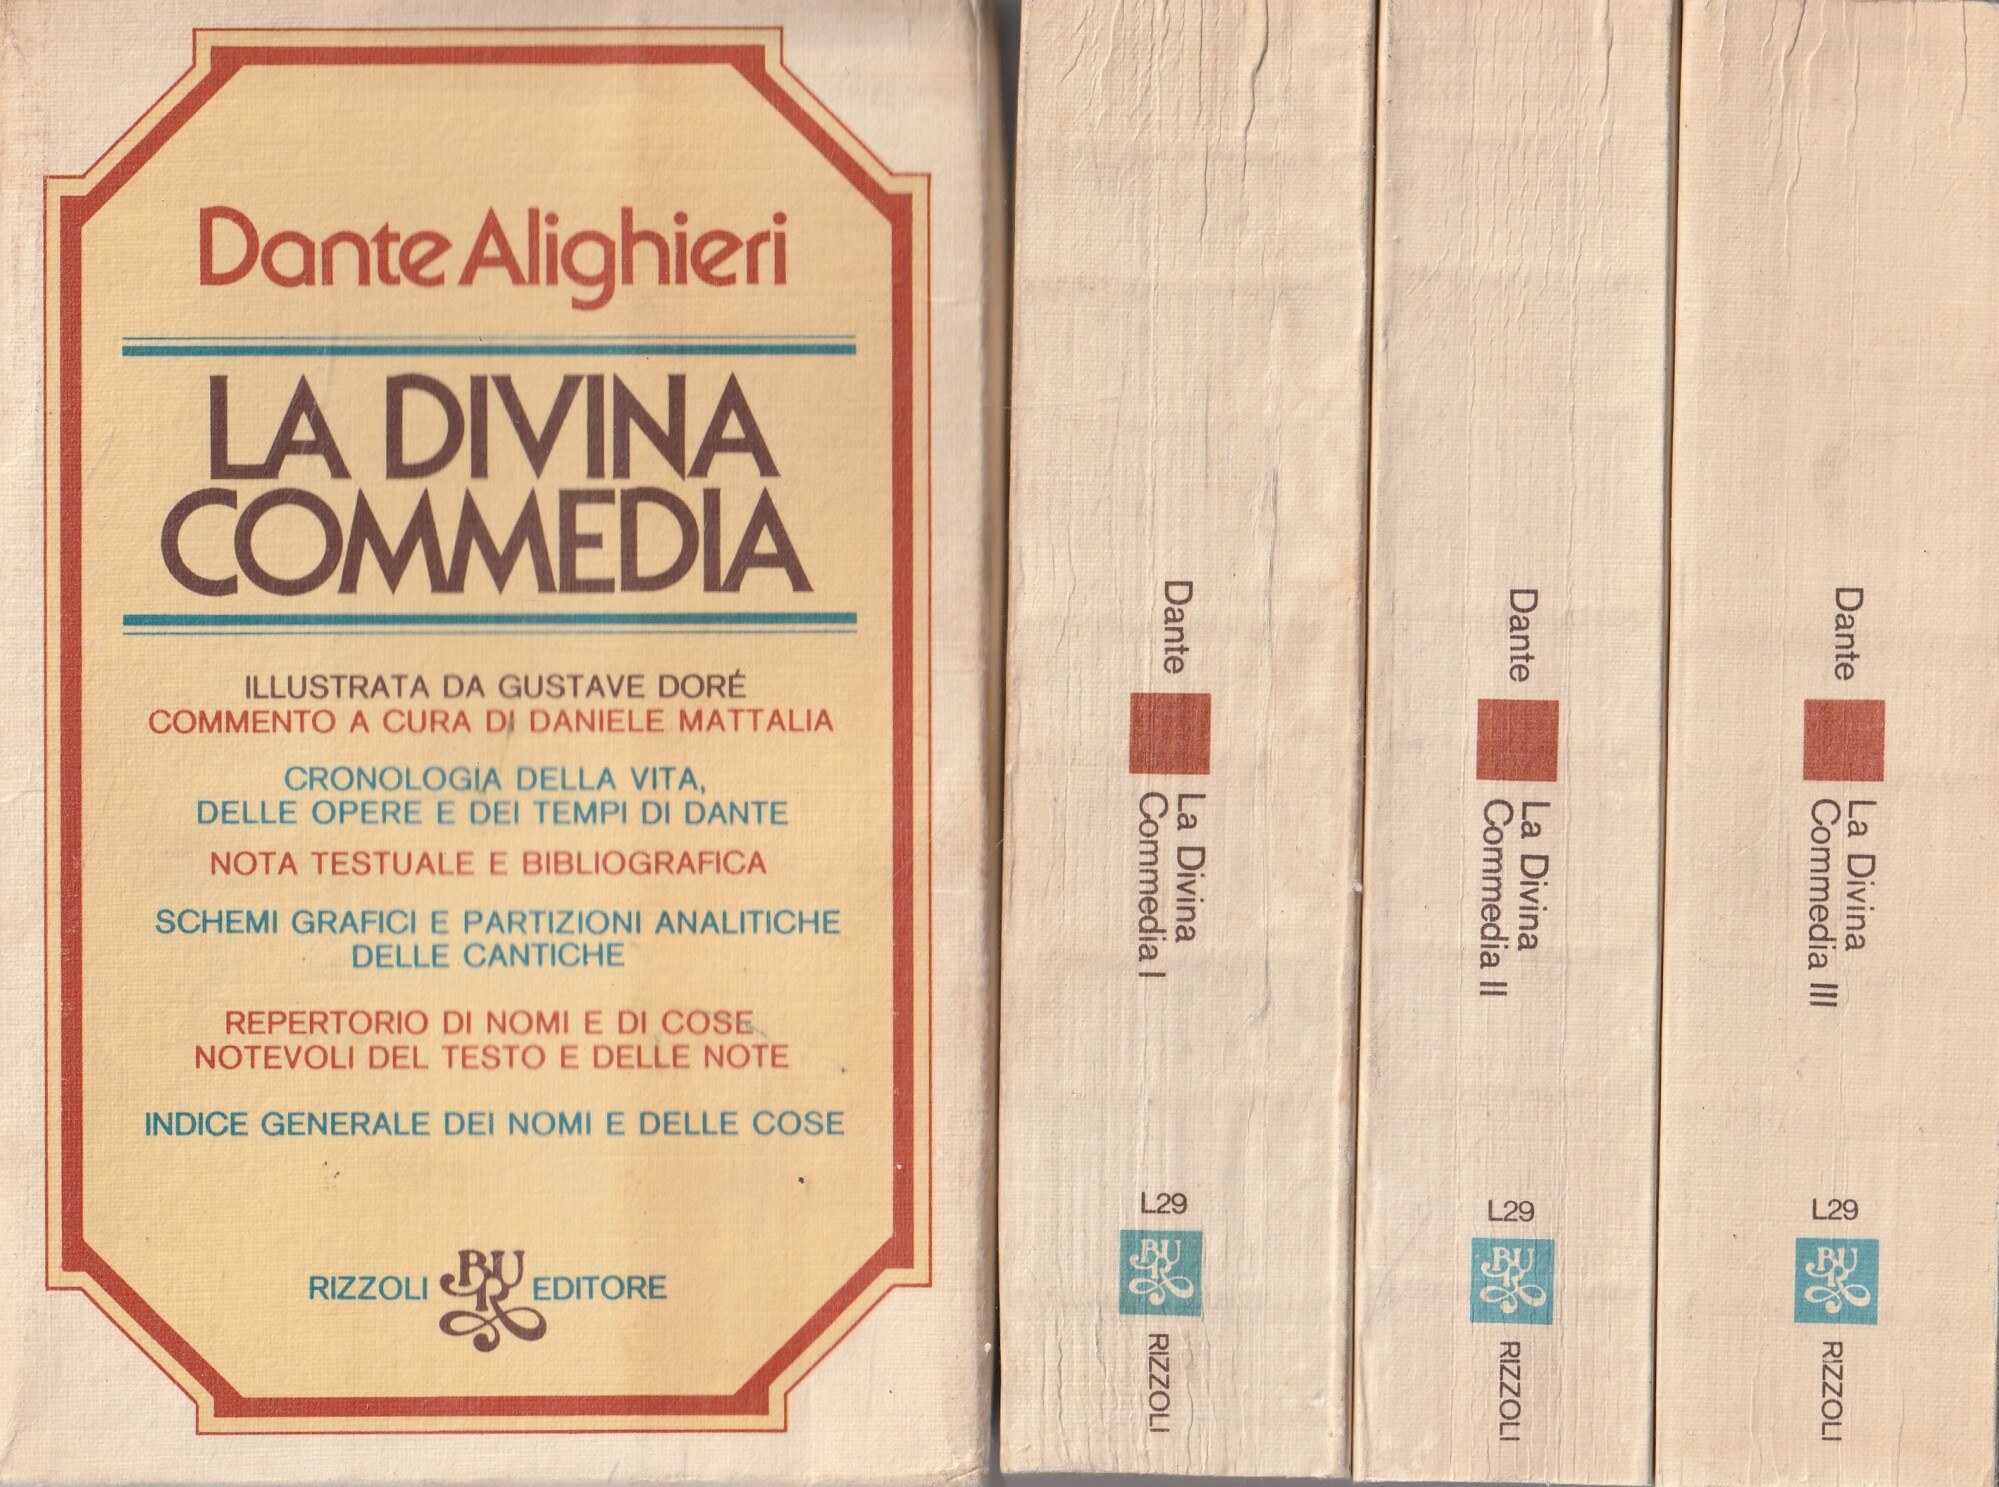 Dante Alighieri
LA DIVINA
COMMEDIA
ILLUSTRATA DA GUSTAVE DORÉ
COMMENTO A CURA DI DANIELE MATTALIA
CRONOLOGIA DELLA VITA,
DELLE OPERE E DEI TEMPI DI DANTE
NOTA TESTUALE E BIBLIOGRAFICA
SCHEMI GRAFICI E PARTIZIONI ANALITICHE
DELLE CANTICHE
REPERTORIO DI NOMI E DI COSE
NOTEVOLI DEL TESTO E DELLE NOTE
INDICE GENERALE DEI NOMI E DELLE COSE
RIZZOLI BUR EDITORE
Dante
La Divina
Commedia I
L29
BUR
RIZZOLI
Dante
La Divina
Commedia II
L29
BUR
RIZZOLI
Dante
La Divina
Commedia III
L29
BUR
RIZZOLI